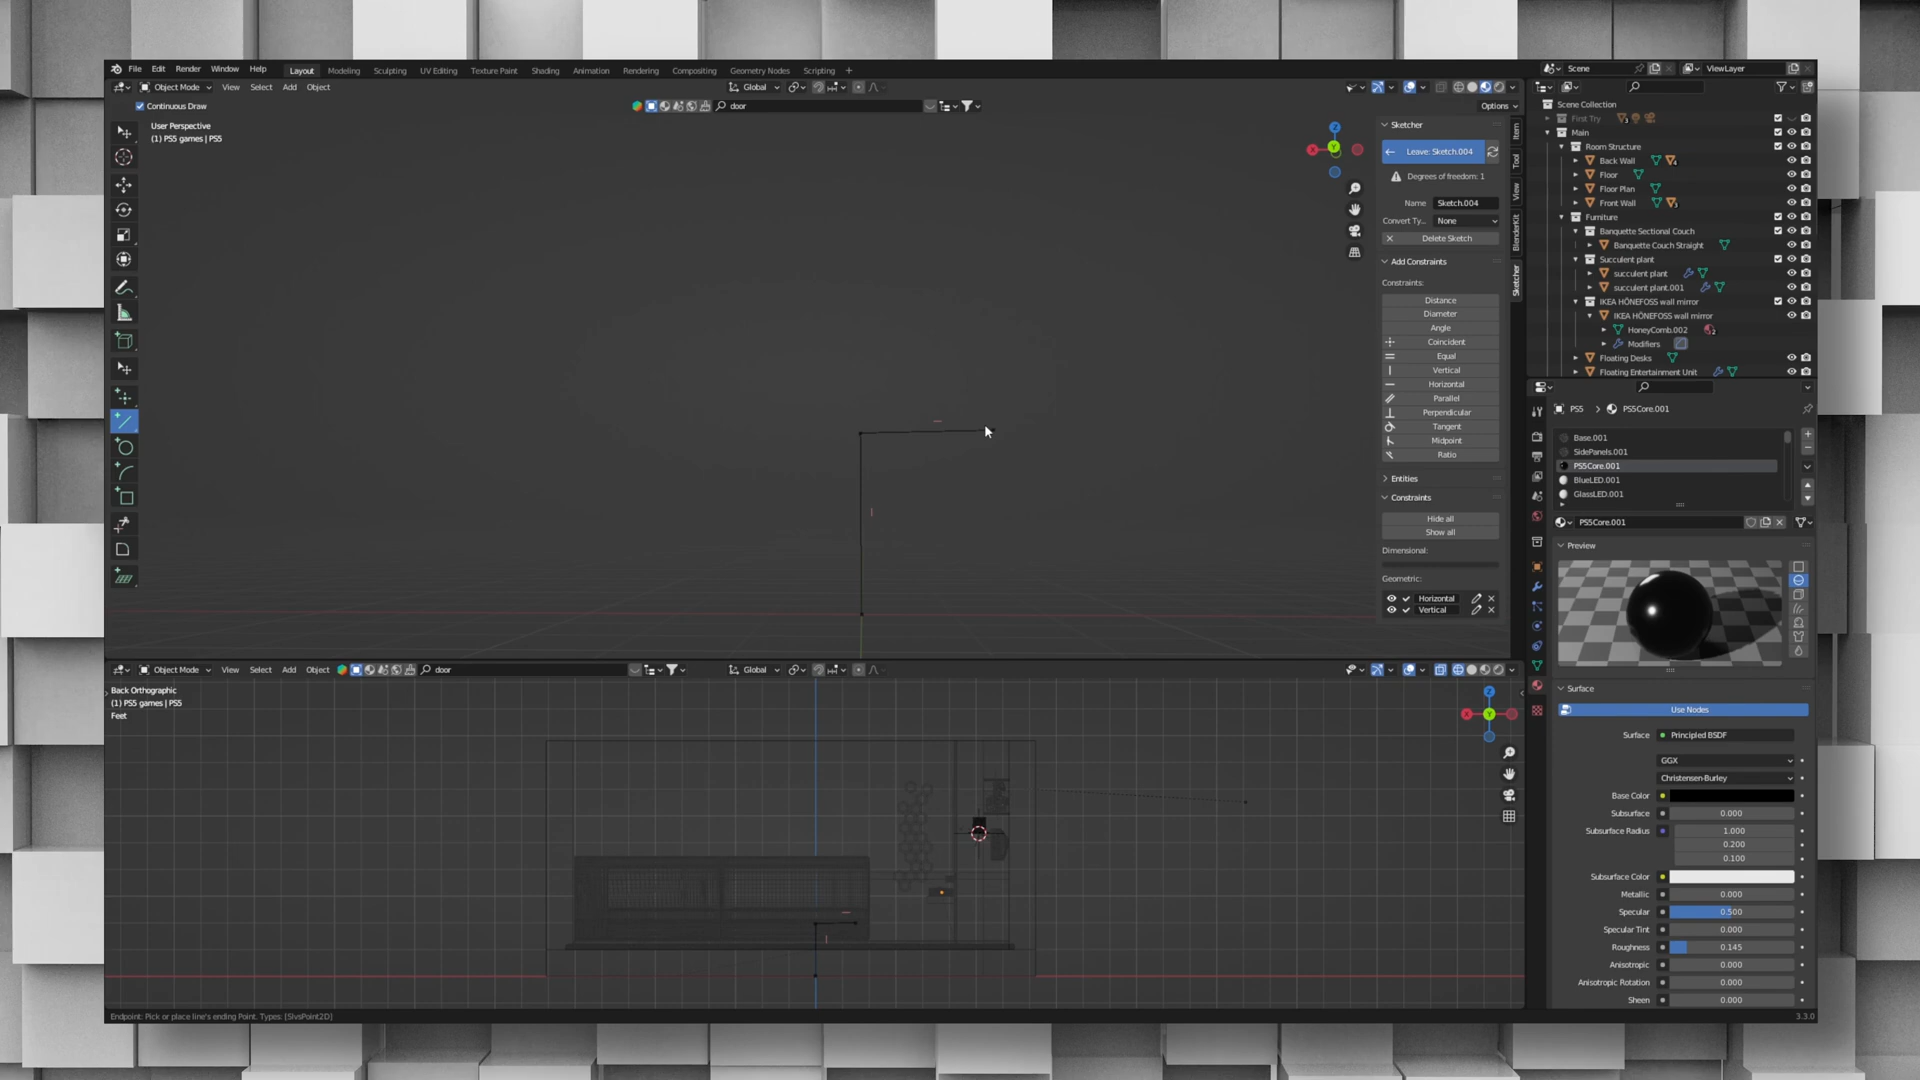 File Edit Render Window Help Layout Modeling Sculpting UV Editing Texture Paint Shading Animation Rendering Compositing Geometry Nodes Scripting + Scene ViewLayer
Object Mode View Select Add Object Global
Continuous Draw door Options
User Perspective
(1) PS5 games | PS5
Sketcher
Leave: Sketch.004
Degrees of freedom: 1
Name Sketch.004
Convert Ty... None
Delete Sketch
Add Constraints
Constraints:
Distance
Diameter
Angle
Coincident
Equal
Vertical
Horizontal
Parallel
Perpendicular
Tangent
Midpoint
Ratio
Entities
Constraints
Hide all
Show all
Dimensional:
Geometric:
Horizontal
Vertical
Item
Tool
View
BlenderKit
Sketcher
Scene Collection
First Try
Main
Room Structure
Back Wall
Floor
Floor Plan
Front Wall
Furniture
Banquette Sectional Couch
Banquette Couch Straight
Succulent plant
succulent plant
succulent plant.001
IKEA HÖNEFOSS wall mirror
IKEA HÖNEFOSS wall mirror
HoneyComb.002
Modifiers
Floating Desks
Floating Entertainment Unit
PS5 > PS5Core.001
Base.001
SidePanels.001
PS5Core.001
BlueLED.001
GlassLED.001
PS5Core.001
Preview
Surface
Use Nodes
Surface Principled BSDF
GGX
Christensen-Burley
Base Color
Subsurface 0.000
Subsurface Radius 1.000
0.200
0.100
Subsurface Color
Metallic 0.000
Specular 0.500
Specular Tint 0.000
Roughness 0.145
Anisotropic 0.000
Anisotropic Rotation 0.000
Sheen 0.000
Object Mode View Select Add Object door Global
Back Orthographic
(1) PS5 games | PS5
Feet
Endpoint: Pick or place line's ending Point. Types: [SlvsPoint2D]
3.3.0